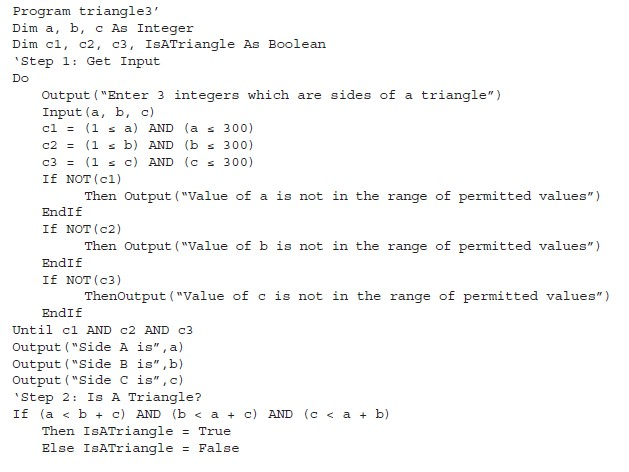 Program triangle3’
Dim a, b, c As Integer
Dim c1, c2, c3, IsATriangle As Boolean
‘Step 1: Get Input
Do
Output(“Enter 3 integers which are sides of a triangle”)
Input(a, b, c)
c1 = (1 ≤ a) AND (a ≤ 300)
c2 = (1 ≤ b) AND (b ≤ 300)
c3 = (1 ≤ c) AND (c ≤ 300)
If NOT(c1)
Then Output(“Value of a is not in the range of permitted values”)
EndIf
If NOT(c2)
Then Output(“Value of b is not in the range of permitted values”)
EndIf
If NOT(c3)
ThenOutput(“Value of c is not in the range of permitted values”)
EndIf
Until c1 AND c2 AND c3
Output(“Side A is”,a)
Output(“Side B is”,b)
Output(“Side C is”,c)
‘Step 2: Is A Triangle?
If (a < b + c) AND (b < a + c) AND (c < a + b)
Then IsATriangle = True
Else IsATriangle = False